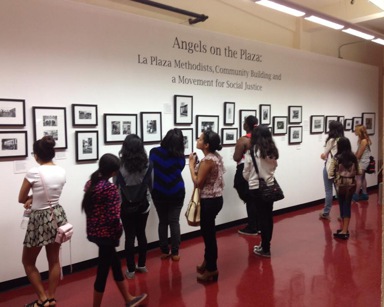 Angels on the Plaza:
La Plaza Methodists, Community Building and
a Movement for Social Justice